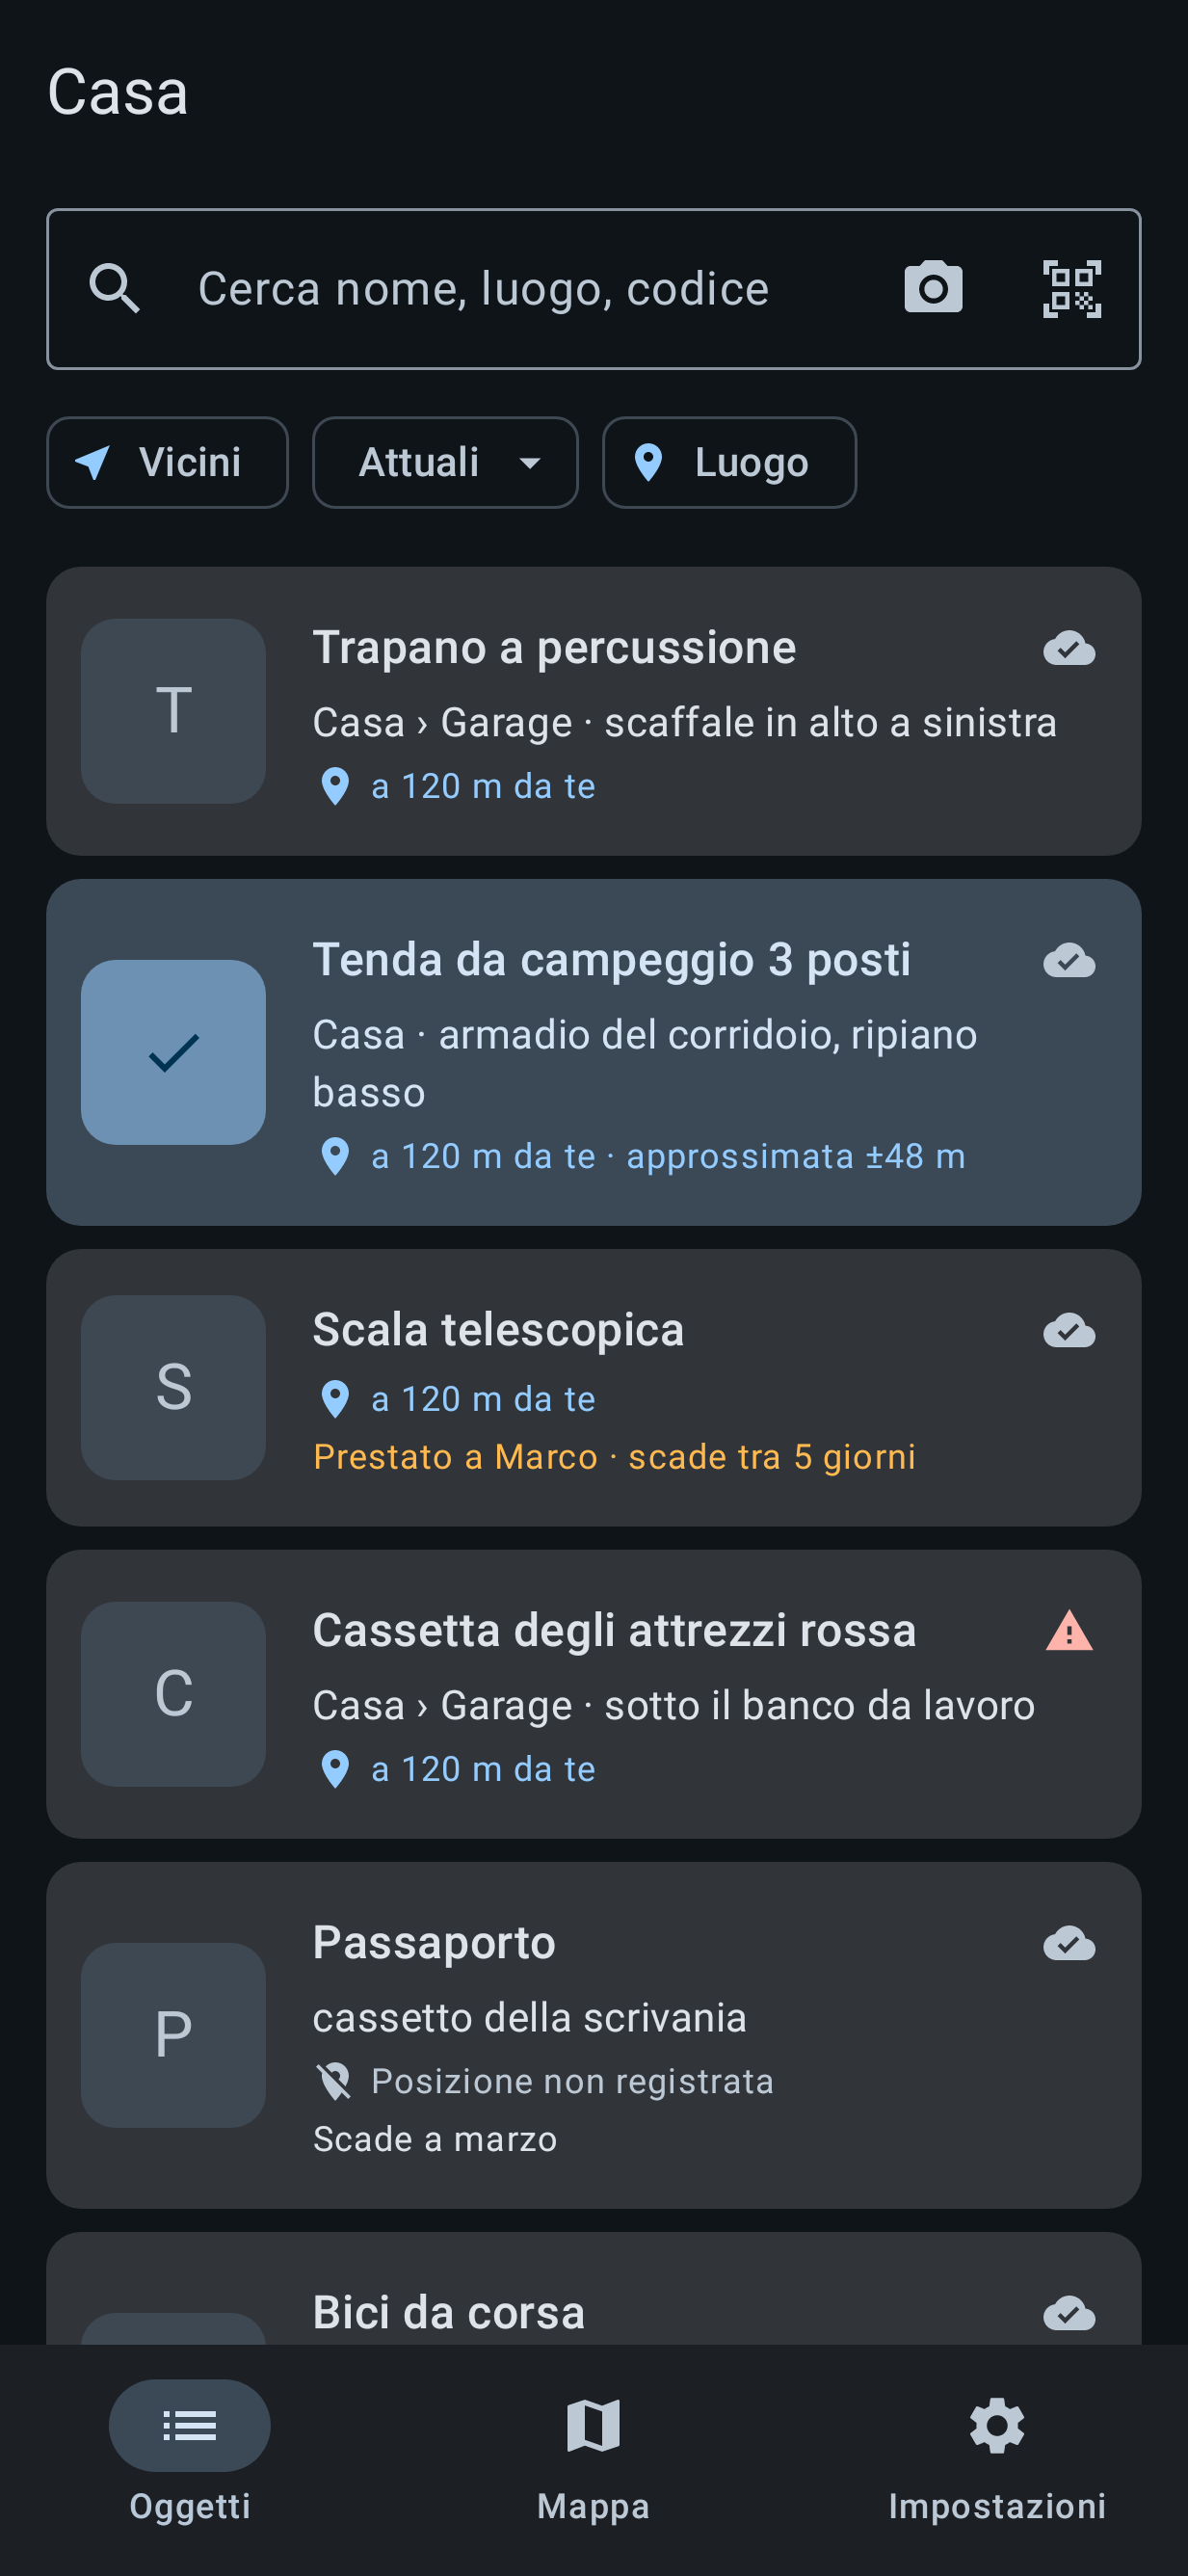 Casa
Cerca nome, luogo, codice
Vicini
Attuali
Luogo
T
Trapano a percussione
Casa › Garage · scaffale in alto a sinistra
a 120 m da te
Tenda da campeggio 3 posti
Casa · armadio del corridoio, ripiano
basso
a 120 m da te · approssimata ±48 m
S
Scala telescopica
a 120 m da te
Prestato a Marco · scade tra 5 giorni
C
Cassetta degli attrezzi rossa
Casa › Garage · sotto il banco da lavoro
a 120 m da te
P
Passaporto
cassetto della scrivania
Posizione non registrata
Scade a marzo
Bici da corsa
Oggetti
Mappa
Impostazioni